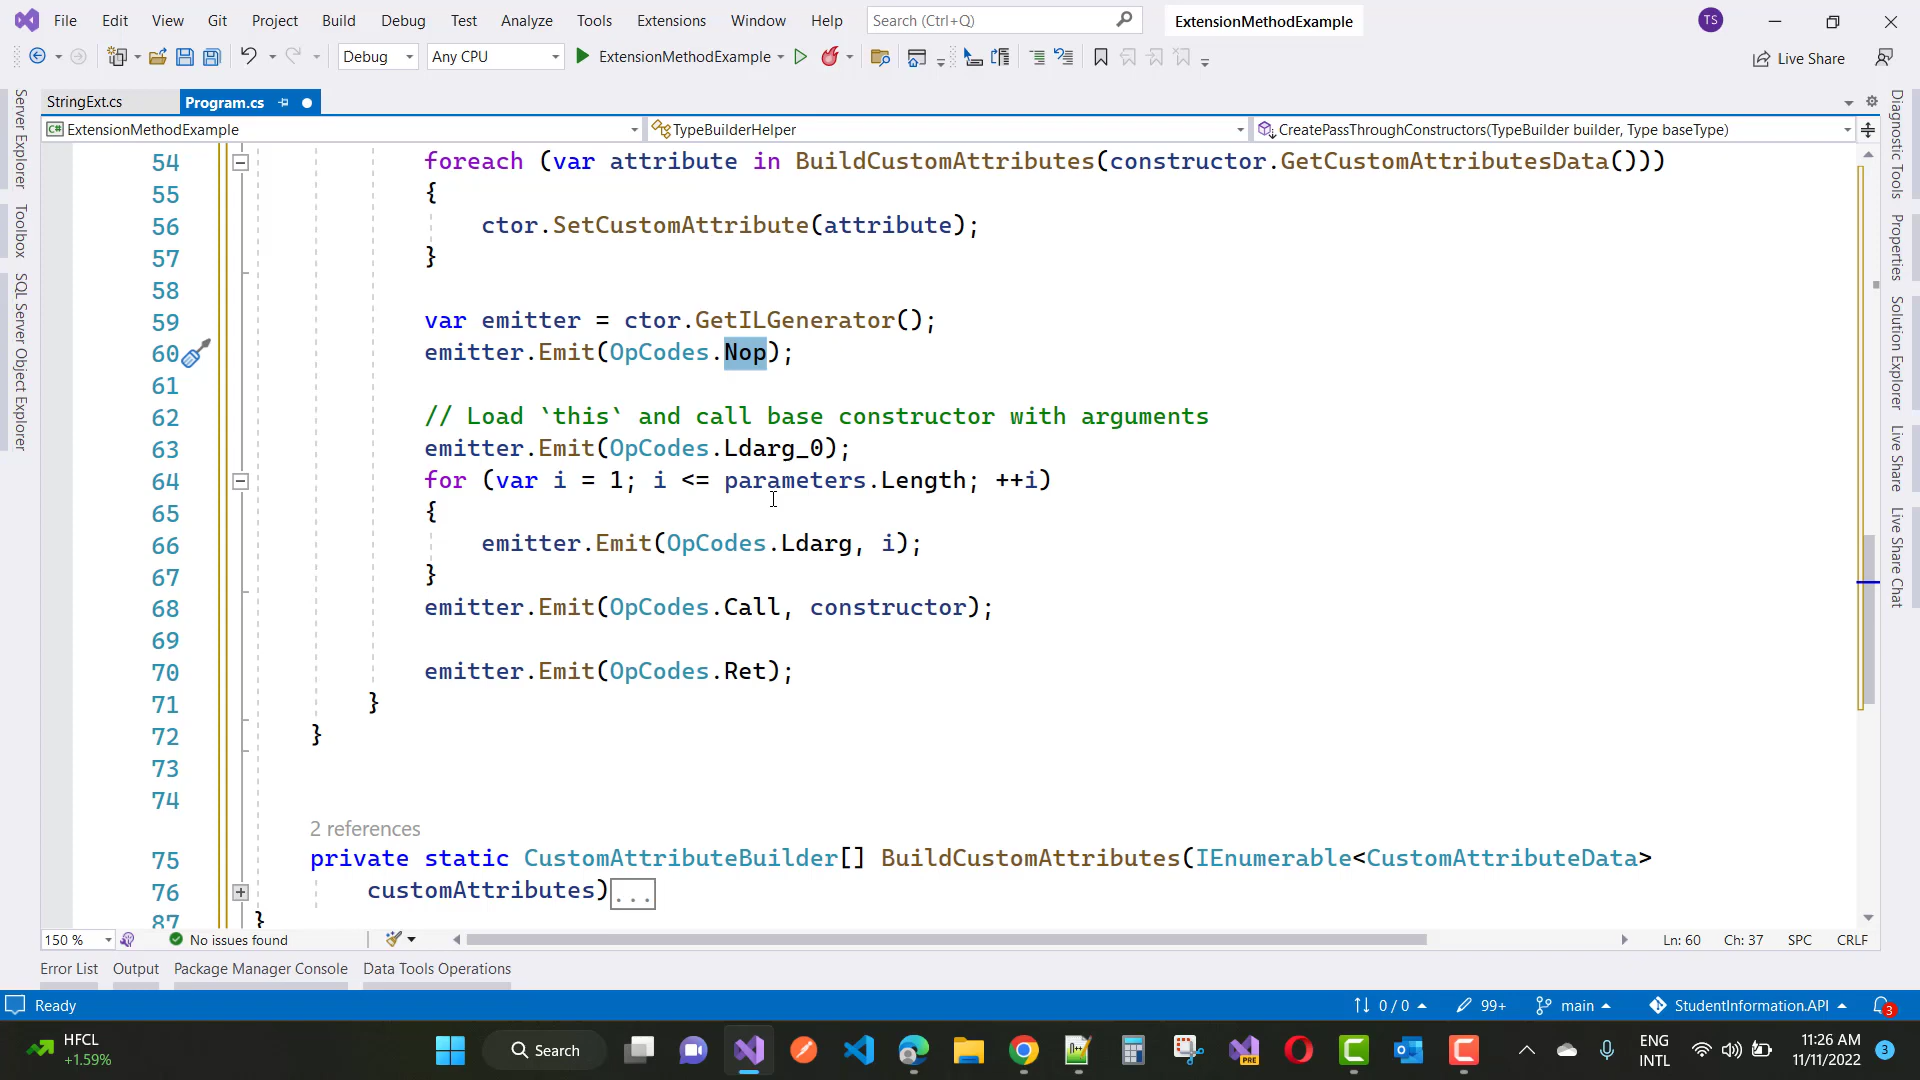 File Edit View Git Project Build Debug Test Analyze Tools Extensions Window Help Search (Ctrl+Q) ExtensionMethodExample TS
Debug Any CPU ExtensionMethodExample Live Share
StringExt.cs Program.cs
C# ExtensionMethodExample TypeBuilderHelper CreatePassThroughConstructors(TypeBuilder builder, Type baseType)
Server Explorer
Toolbox
SQL Server Object Explorer
54 foreach (var attribute in BuildCustomAttributes(constructor.GetCustomAttributesData()))
55 {
56 ctor.SetCustomAttribute(attribute);
57 }
58
59 var emitter = ctor.GetILGenerator();
60 emitter.Emit(OpCodes.Nop);
61
62 // Load `this` and call base constructor with arguments
63 emitter.Emit(OpCodes.Ldarg_0);
64 for (var i = 1; i <= parameters.Length; ++i)
65 {
66 emitter.Emit(OpCodes.Ldarg, i);
67 }
68 emitter.Emit(OpCodes.Call, constructor);
69
70 emitter.Emit(OpCodes.Ret);
71 }
72 }
73
74
2 references
75 private static CustomAttributeBuilder[] BuildCustomAttributes(IEnumerable<CustomAttributeData>
76 customAttributes)...
87 }
Diagnostic Tools
Properties
Solution Explorer
Live Share
Live Share Chat
150 % No issues found Ln: 60 Ch: 37 SPC CRLF
Error List Output Package Manager Console Data Tools Operations
Ready 0 / 0 99+ main StudentInformation.API 3
HFCL
+1.59%
Search
PRE
ENG
INTL
11:26 AM
11/11/2022
3